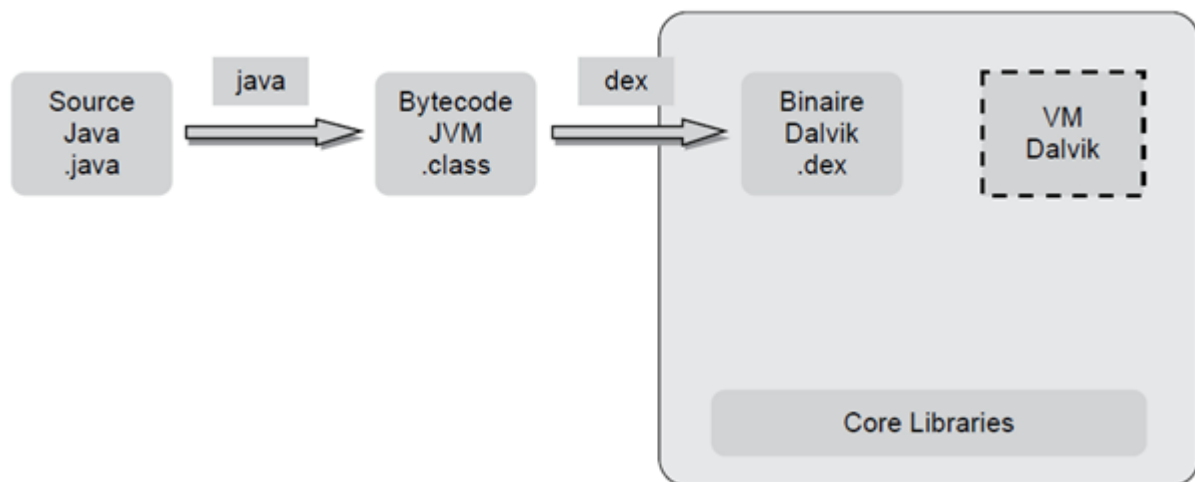 Source
Java
.java
java
Bytecode
JVM
.class
dex
Binaire
Dalvik
.dex
VM
Dalvik
Core Libraries